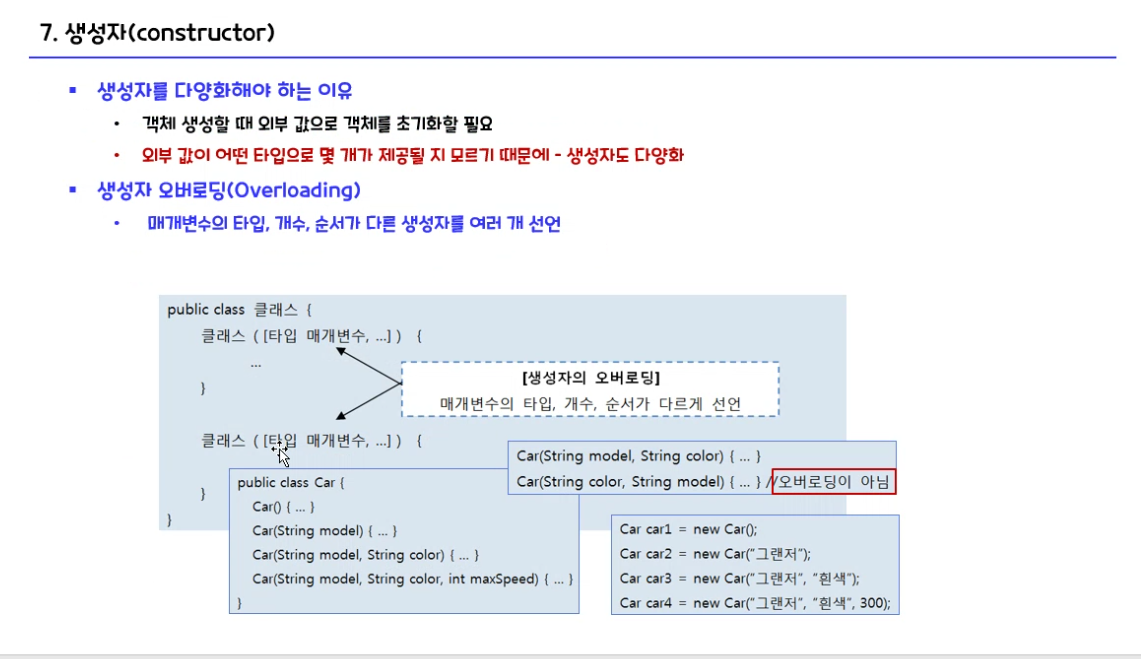 7. 생성자(constructor)
▪ 생성자를 다양화해야 하는 이유
• 객체 생성할 때 외부 값으로 객체를 초기화할 필요
• 외부 값이 어떤 타입으로 몇 개가 제공될 지 모르기 때문에 - 생성자도 다양화
▪ 생성자 오버로딩(Overloading)
• 매개변수의 타입, 개수, 순서가 다른 생성자를 여러 개 선언
public class 클래스 {
클래스 ( [타입 매개변수, ...] ) {
...
}
[생성자의 오버로딩]
매개변수의 타입, 개수, 순서가 다르게 선언
클래스 ( [타입 매개변수, ...] ) {
}
}
Car(String model, String color) { ... }
Car(String color, String model) { ... } //오버로딩이 아님
public class Car {
Car() { ... }
Car(String model) { ... }
Car(String model, String color) { ... }
Car(String model, String color, int maxSpeed) { ... }
}
Car car1 = new Car();
Car car2 = new Car("그랜저");
Car car3 = new Car("그랜저", "흰색");
Car car4 = new Car("그랜저", "흰색", 300);